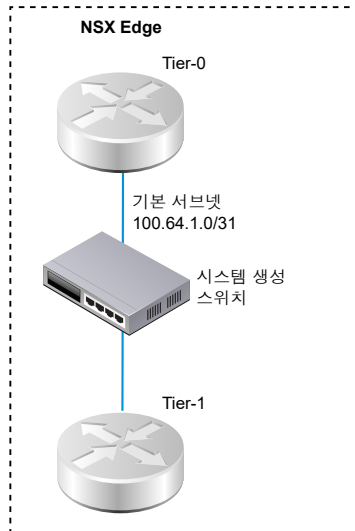 NSX Edge
Tier-0
기본 서브넷
100.64.1.0/31
시스템 생성
스위치
Tier-1